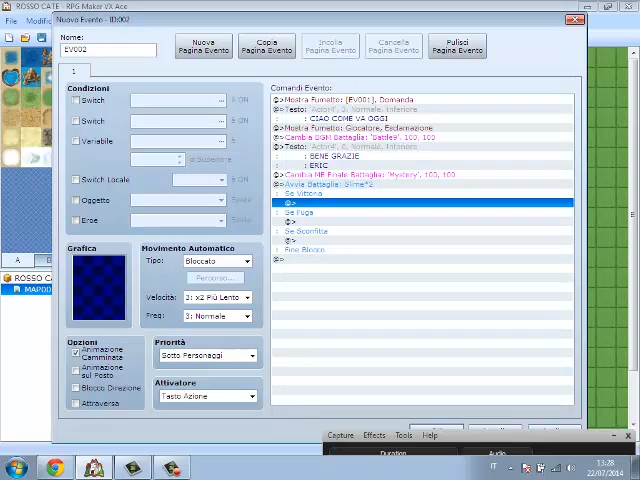 ROSSO CATE - RPG Maker VX Ace
File Modific
Nuovo Evento - ID:002
Nome:
EV002
Nuova
Pagina Evento
Copia
Pagina Evento
Incolla
Pagina Evento
Cancella
Pagina Evento
Pulisci
Pagina Evento
1
Condizioni
Switch ... è ON
Switch ... è ON
Variabile ... è
o Superiore
Switch Locale
Oggetto
Eroe
Grafica
Movimento Automatico
Tipo: Bloccato
Percorso...
Velocità: 3: x2 Più Lento
Freq: 3: Normale
Opzioni
Animazione
Camminata
Animazione
sul Posto
Blocco Direzione
Attraversa
Priorità
Sotto Personaggi
Attivatore
Tasto Azione
Comandi Evento:
@>Mostra Fumetto: [EV001], Domanda
@>Testo: 'Actor4', 3, Normale, Inferiore
: : CIAO COME VA OGGI
@>Mostra Fumetto: Giocatore, Esclamazione
@>Cambia BGM Battaglia: 'Battle9', 100, 100
@>Testo: 'Actor4', 0, Normale, Inferiore
: : BENE GRAZIE
: : ERIC
@>Cambia ME Finale Battaglia: 'Mystery', 100, 100
@>Avvia Battaglia: Slime*2
: Se Vittoria
@>
: Se Fuga
@>
: Se Sconfitta
@>
: Fine Blocco
@>
A
ROSSO CATE
MAP00
Capture Effects Tools Help
Duration Audio
IT
13:28
22/07/2014